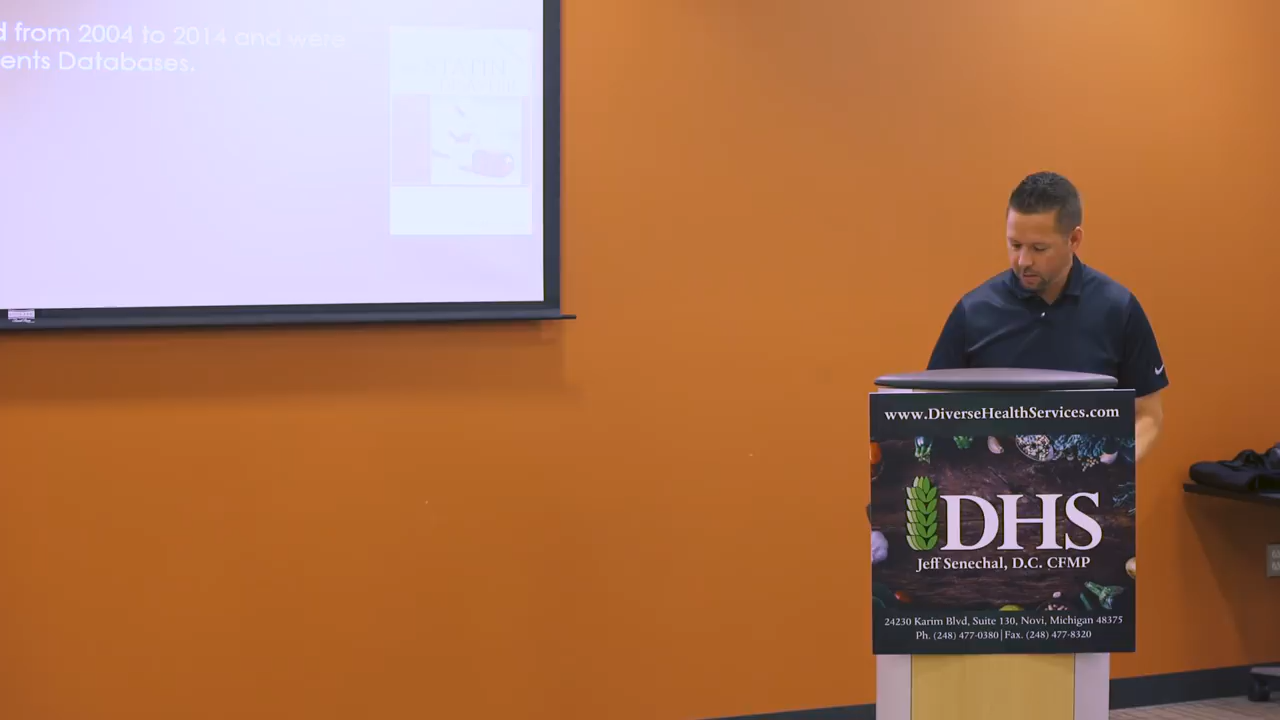 d from 2004 to 2014 and were
ents Databases.
www.DiverseHealthServices.com
DHS
Jeff Senechal, D.C. CFMP
24230 Karim Blvd, Suite 130, Novi, Michigan 48375
Ph. (248) 477-0380 | Fax. (248) 477-8320